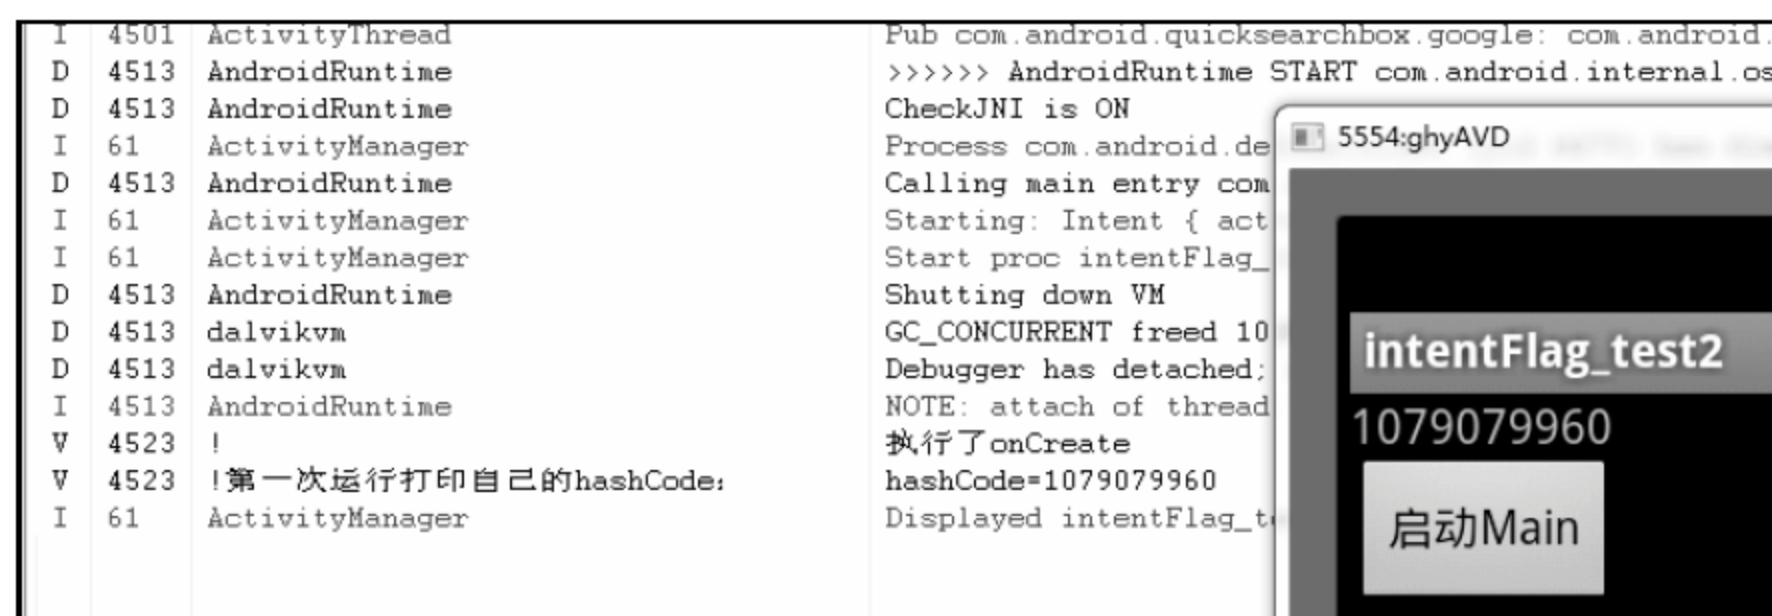 I 4501 ActivityThread Pub com.android.quicksearchbox.google: com.android.
D 4513 AndroidRuntime >>>>>> AndroidRuntime START com.android.internal.os
D 4513 AndroidRuntime CheckJNI is ON
I 61 ActivityManager Process com.android.de
D 4513 AndroidRuntime Calling main entry com
I 61 ActivityManager Starting: Intent { act
I 61 ActivityManager Start proc intentFlag_
D 4513 AndroidRuntime Shutting down VM
D 4513 dalvikvm GC_CONCURRENT freed 10
D 4513 dalvikvm Debugger has detached;
I 4513 AndroidRuntime NOTE: attach of thread
V 4523 ! 执行了onCreate
V 4523 !第一次运行打印自己的hashCode: hashCode=1079079960
I 61 ActivityManager Displayed intentFlag_t
5554:ghyAVD
intentFlag_test2
1079079960
启动Main